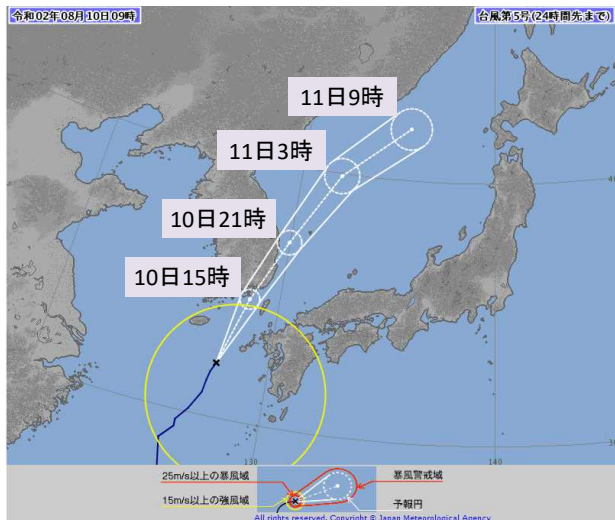 令和02年08月10日09時
台風第5号(24時間先まで)
11日9時
11日3時
10日21時
10日15時
130
140
25m/s以上の暴風域
暴風警戒域
15m/s以上の強風域
予報円
All rights reserved. Copyright © Japan Meteorological Agency